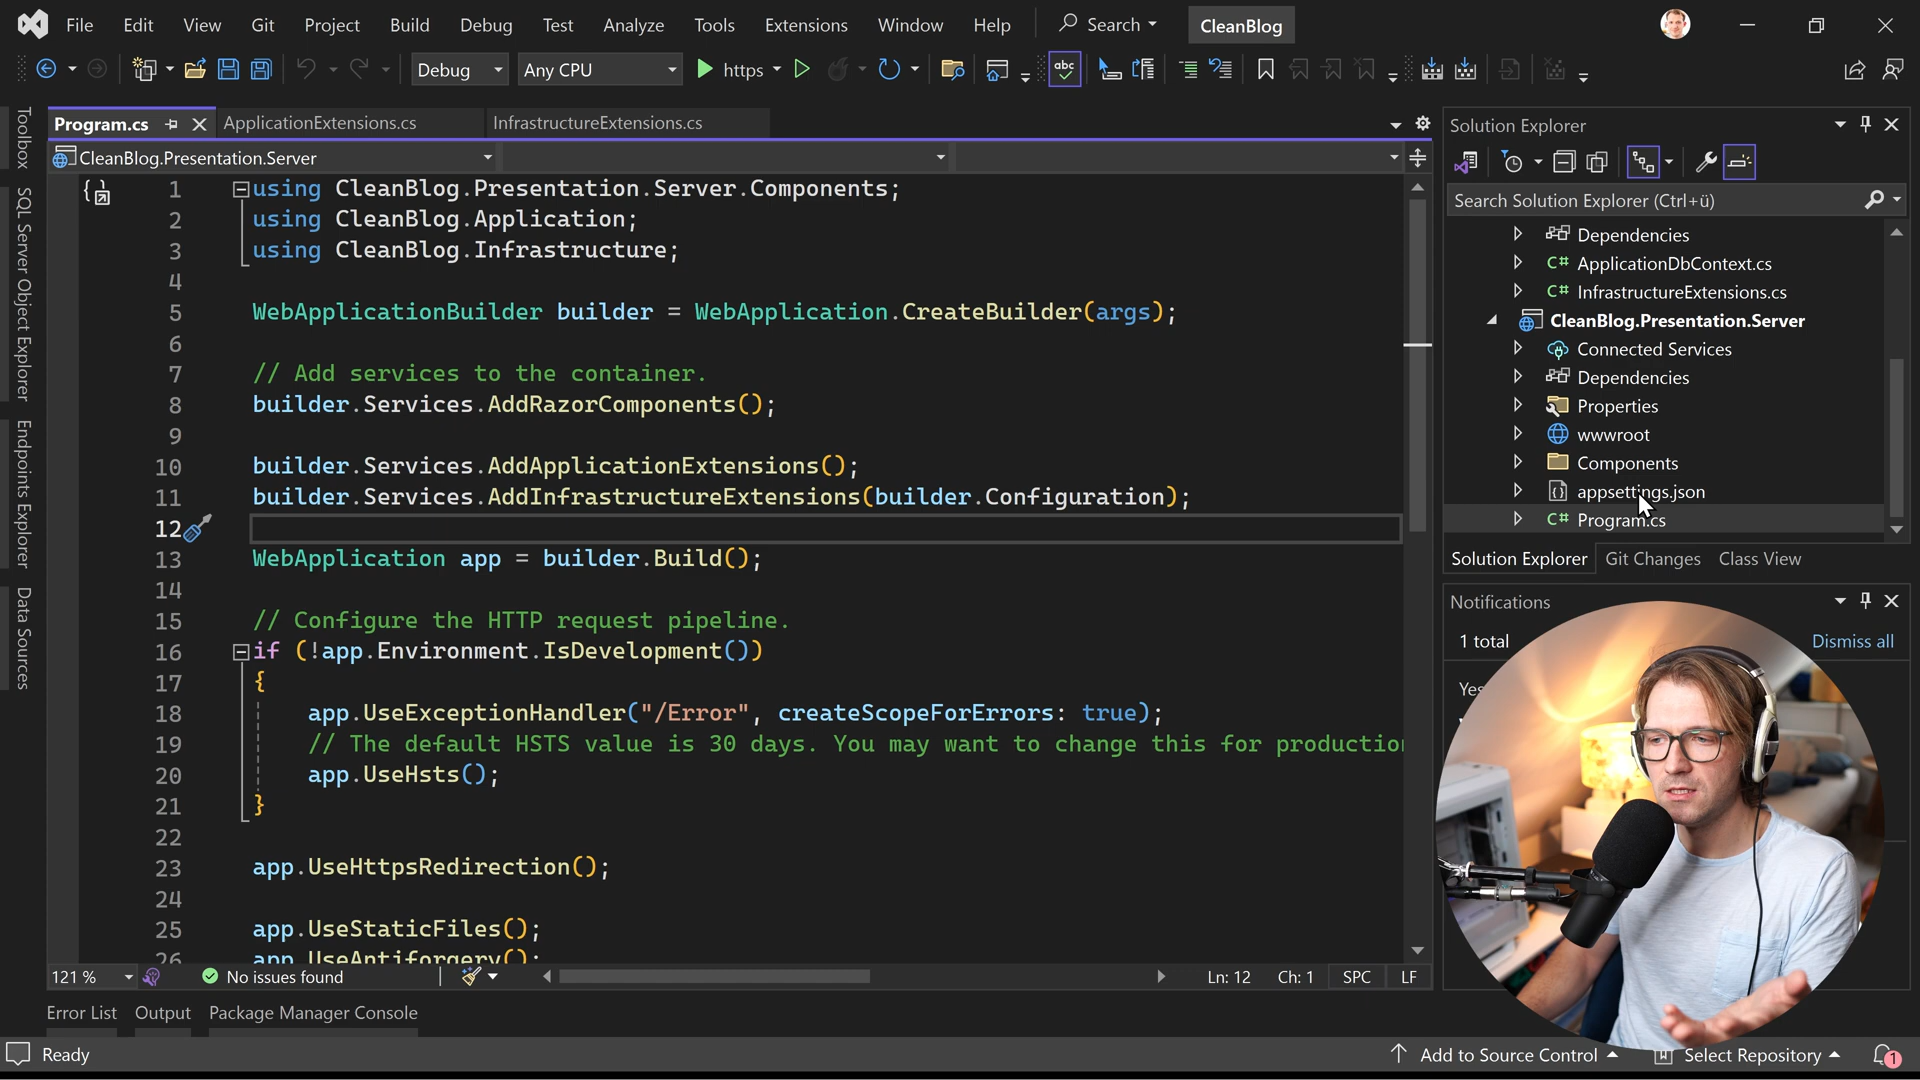 File Edit View Git Project Build Debug Test Analyze Tools Extensions Window Help Search CleanBlog
Debug Any CPU https abc
Program.cs ApplicationExtensions.cs InfrastructureExtensions.cs
CleanBlog.Presentation.Server
1 using CleanBlog.Presentation.Server.Components;
2 using CleanBlog.Application;
3 using CleanBlog.Infrastructure;
4
5 WebApplicationBuilder builder = WebApplication.CreateBuilder(args);
6
7 // Add services to the container.
8 builder.Services.AddRazorComponents();
9
10 builder.Services.AddApplicationExtensions();
11 builder.Services.AddInfrastructureExtensions(builder.Configuration);
12
13 WebApplication app = builder.Build();
14
15 // Configure the HTTP request pipeline.
16 if (!app.Environment.IsDevelopment())
17 {
18 app.UseExceptionHandler("/Error", createScopeForErrors: true);
19 // The default HSTS value is 30 days. You may want to change this for production
20 app.UseHsts();
21 }
22
23 app.UseHttpsRedirection();
24
25 app.UseStaticFiles();
26 app.UseAntiforgery();
121 % No issues found Ln: 12 Ch: 1 SPC LF
Error List Output Package Manager Console
Ready Add to Source Control Select Repository 1
Toolbox
SQL Server Object Explorer
Endpoints Explorer
Data Sources
Solution Explorer
Search Solution Explorer (Ctrl+ü)
Dependencies
C# ApplicationDbContext.cs
C# InfrastructureExtensions.cs
CleanBlog.Presentation.Server
Connected Services
Dependencies
Properties
wwwroot
Components
appsettings.json
C# Program.cs
Solution Explorer Git Changes Class View
Notifications
1 total Dismiss all